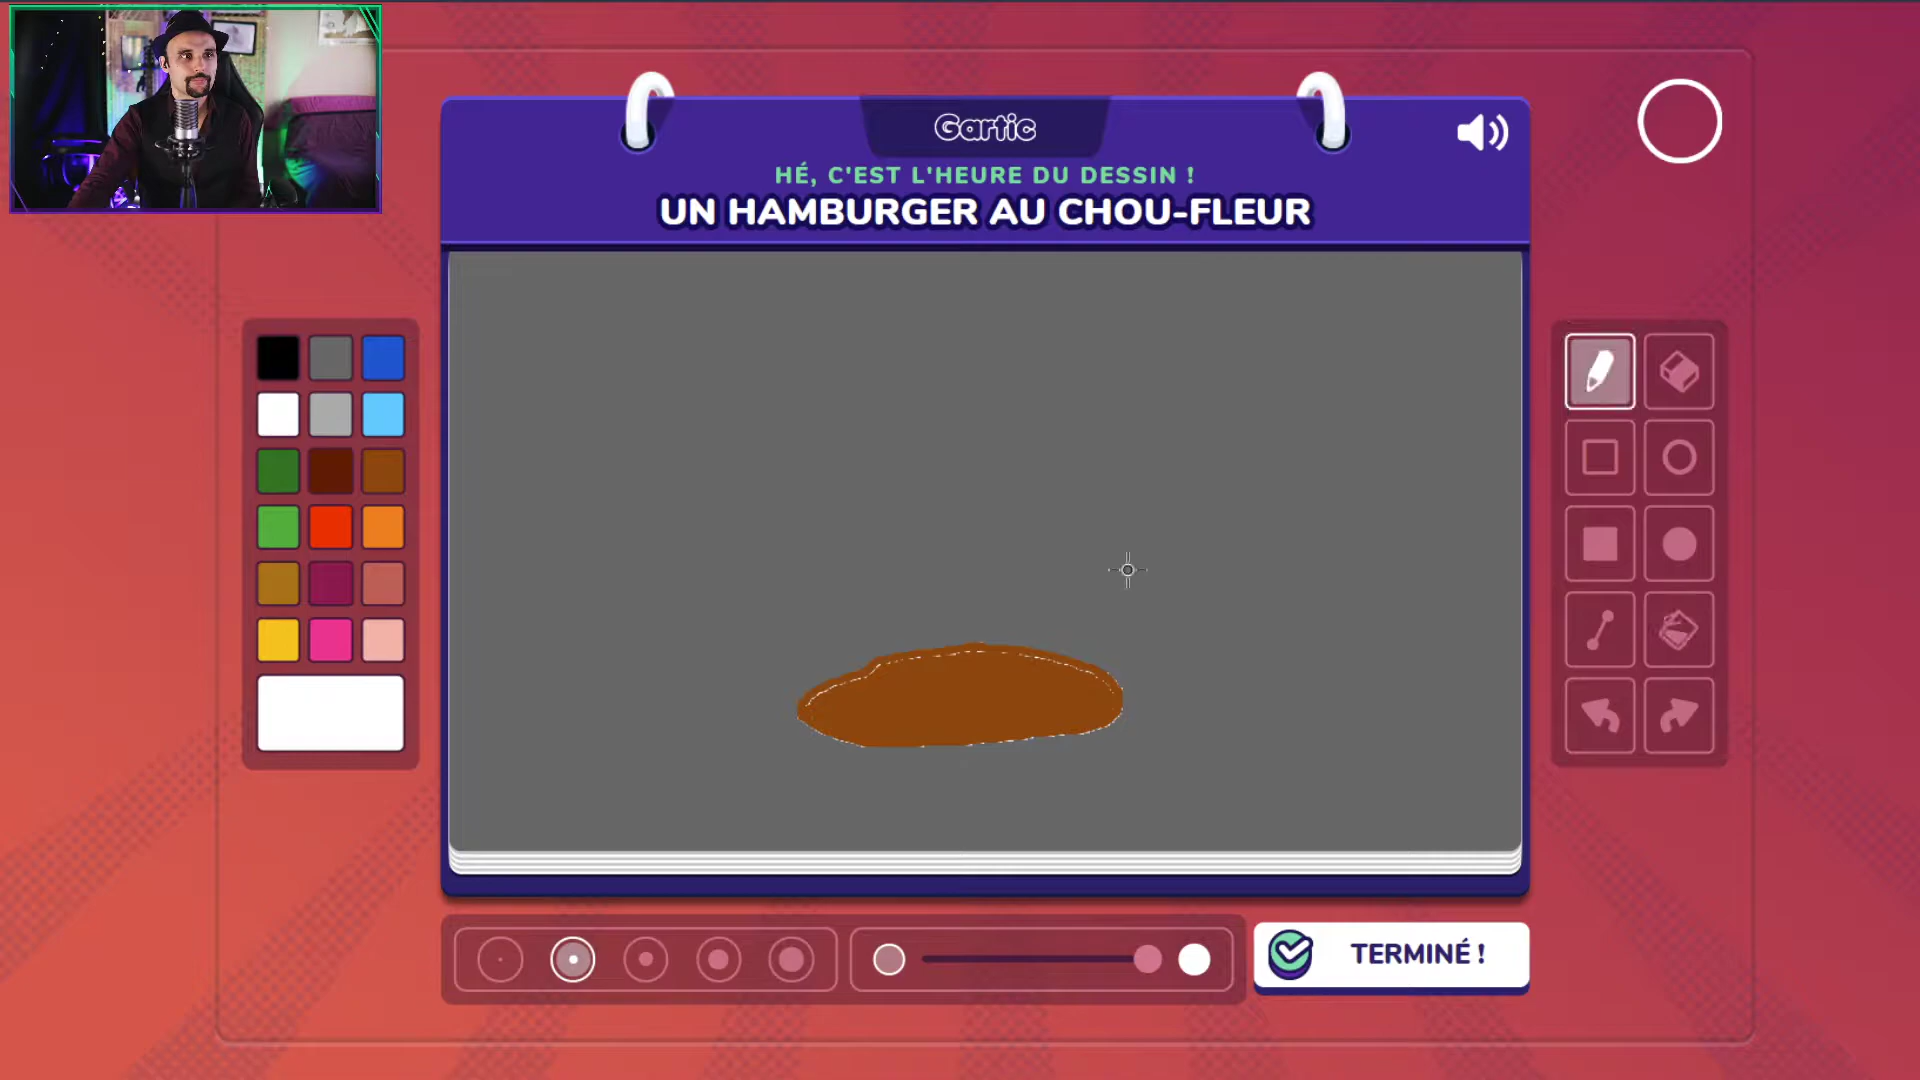 Gartic
HÉ, C'EST L'HEURE DU DESSIN !
UN HAMBURGER AU CHOU-FLEUR
TERMINÉ !